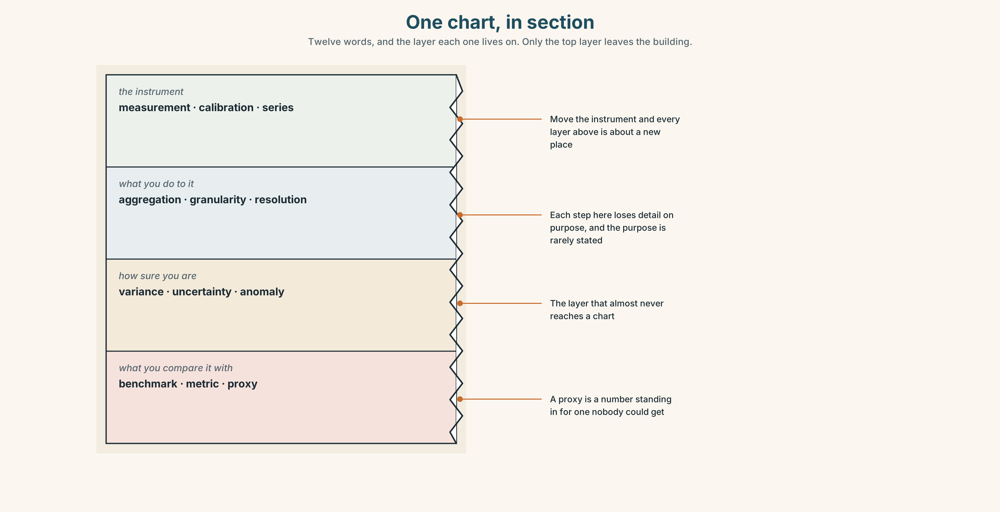 One chart, in section
Twelve words, and the layer each one lives on. Only the top layer leaves the building.
the instrument
measurement · calibration · series
Move the instrument and every
layer above is about a new
place
what you do to it
aggregation · granularity · resolution
Each step here loses detail on
purpose, and the purpose is
rarely stated
how sure you are
variance · uncertainty · anomaly
The layer that almost never
reaches a chart
what you compare it with
benchmark · metric · proxy
A proxy is a number standing
in for one nobody could get